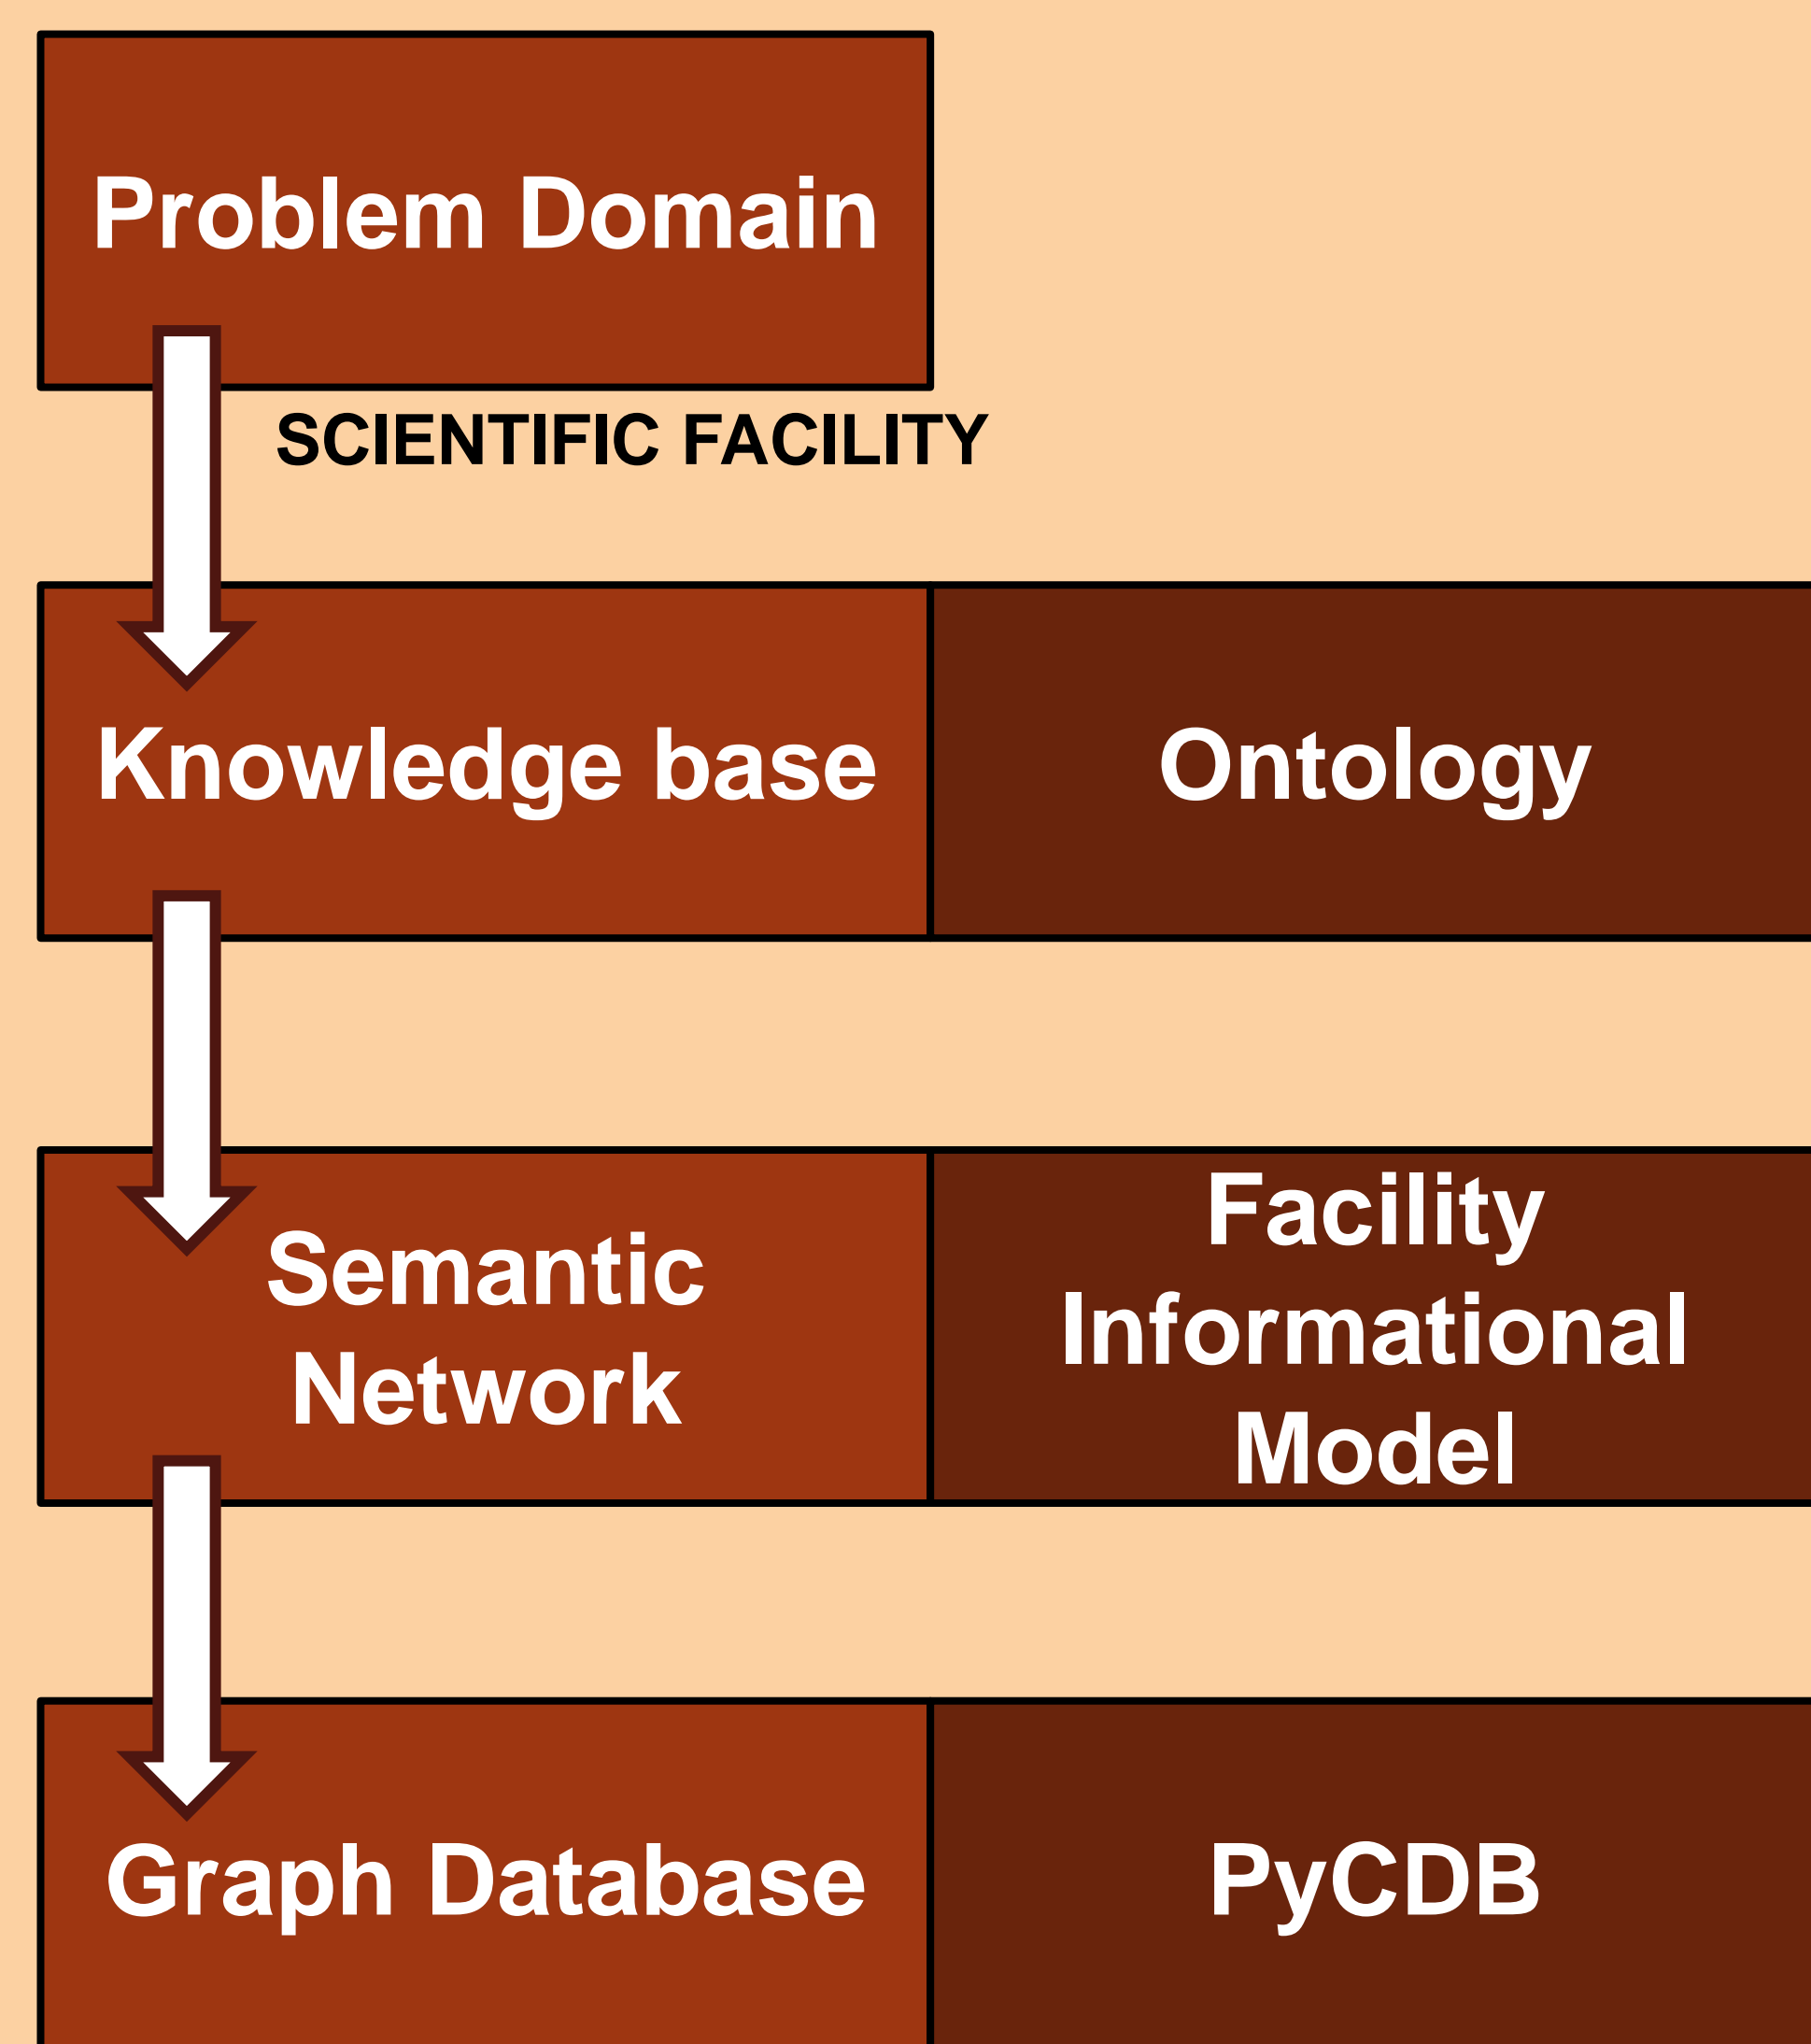 Problem Domain
SCIENTIFIC FACILITY
Knowledge base
Ontology
Semantic
Network
Facility
Informational
Model
Graph Database
PyCDB